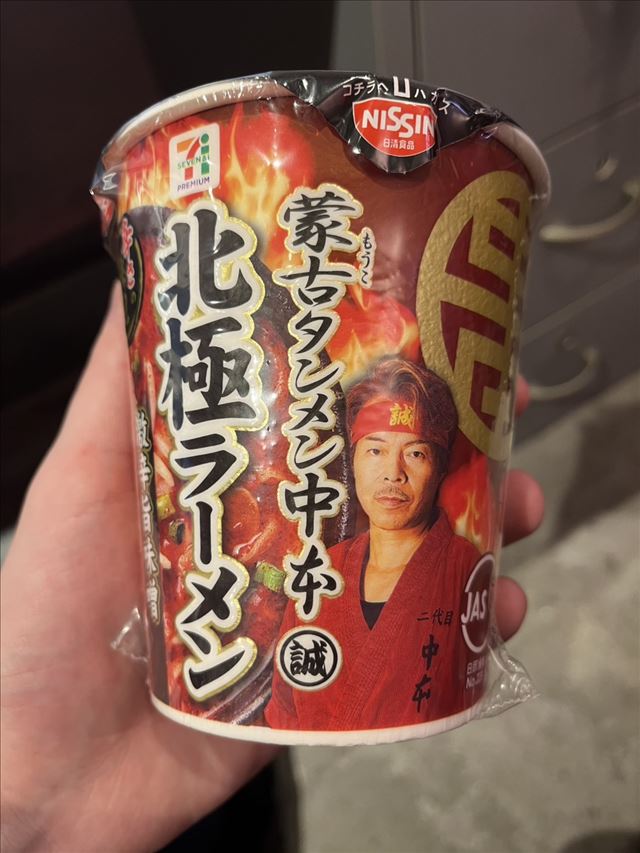 コチラへ
NISSIN
日清食品
7
SEVEN&i
PREMIUM
蒙古タンメン中本
もうこ
誠
北極ラーメン
誠
二代目
中本
JAS